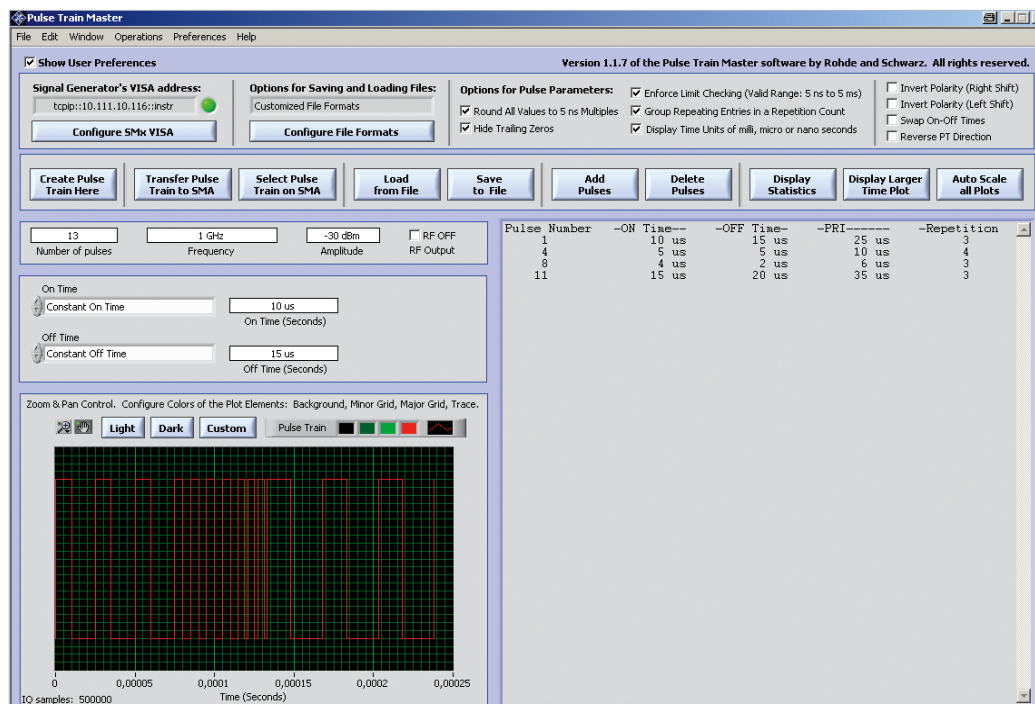 Pulse Train Master
File Edit Window Operations Preferences Help
Show User Preferences
Version 1.1.7 of the Pulse Train Master software by Rohde and Schwarz. All rights reserved.
Signal Generator's VISA address:
tcpip::10.111.10.116::instr
Configure SMx VISA
Options for Saving and Loading Files:
Customized File Formats
Configure File Formats
Options for Pulse Parameters:
Round All Values to 5 ns Multiples
Hide Trailing Zeros
Enforce Limit Checking (Valid Range: 5 ns to 5 ms)
Group Repeating Entries in a Repetition Count
Display Time Units of milli, micro or nano seconds
Invert Polarity (Right Shift)
Invert Polarity (Left Shift)
Swap On-Off Times
Reverse PT Direction
Create Pulse
Train Here
Transfer Pulse
Train to SMA
Select Pulse
Train on SMA
Load
from File
Save
to File
Add
Pulses
Delete
Pulses
Display
Statistics
Display Larger
Time Plot
Auto Scale
all Plots
13
Number of pulses
1 GHz
Frequency
-30 dBm
Amplitude
RF OFF
RF Output
On Time
Constant On Time
10 us
On Time (Seconds)
Off Time
Constant Off Time
15 us
Off Time (Seconds)
Zoom & Pan Control. Configure Colors of the Plot Elements: Background, Minor Grid, Major Grid, Trace.
Light Dark Custom Pulse Train
0 0,00005 0,0001 0,00015 0,0002 0,00025
Time (Seconds)
IQ samples: 500000
Pulse Number -ON Time-- -OFF Time- -PRI------ -Repetition
1 10 us 15 us 25 us 3
4 5 us 5 us 10 us 4
8 4 us 2 us 6 us 3
11 15 us 20 us 35 us 3